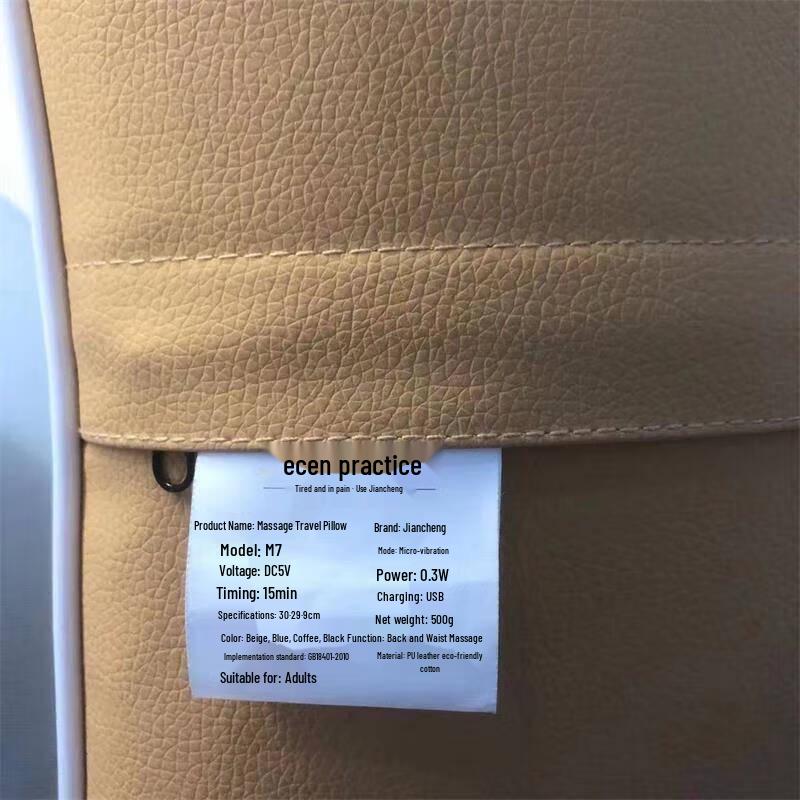 ecen practice
Tired and in pain · Use Jiancheng
Product Name: Massage Travel Pillow Brand: Jiancheng
Model: M7 Mode: Micro-vibration
Voltage: DC5V Power: 0.3W
Timing: 15min Charging: USB
Specifications: 30-29-9cm Net weight: 500g
Color: Beige, Blue, Coffee, Black Function: Back and Waist Massage
Implementation standard: GB18401-2010 Material: PU leather eco-friendly
cotton
Suitable for: Adults